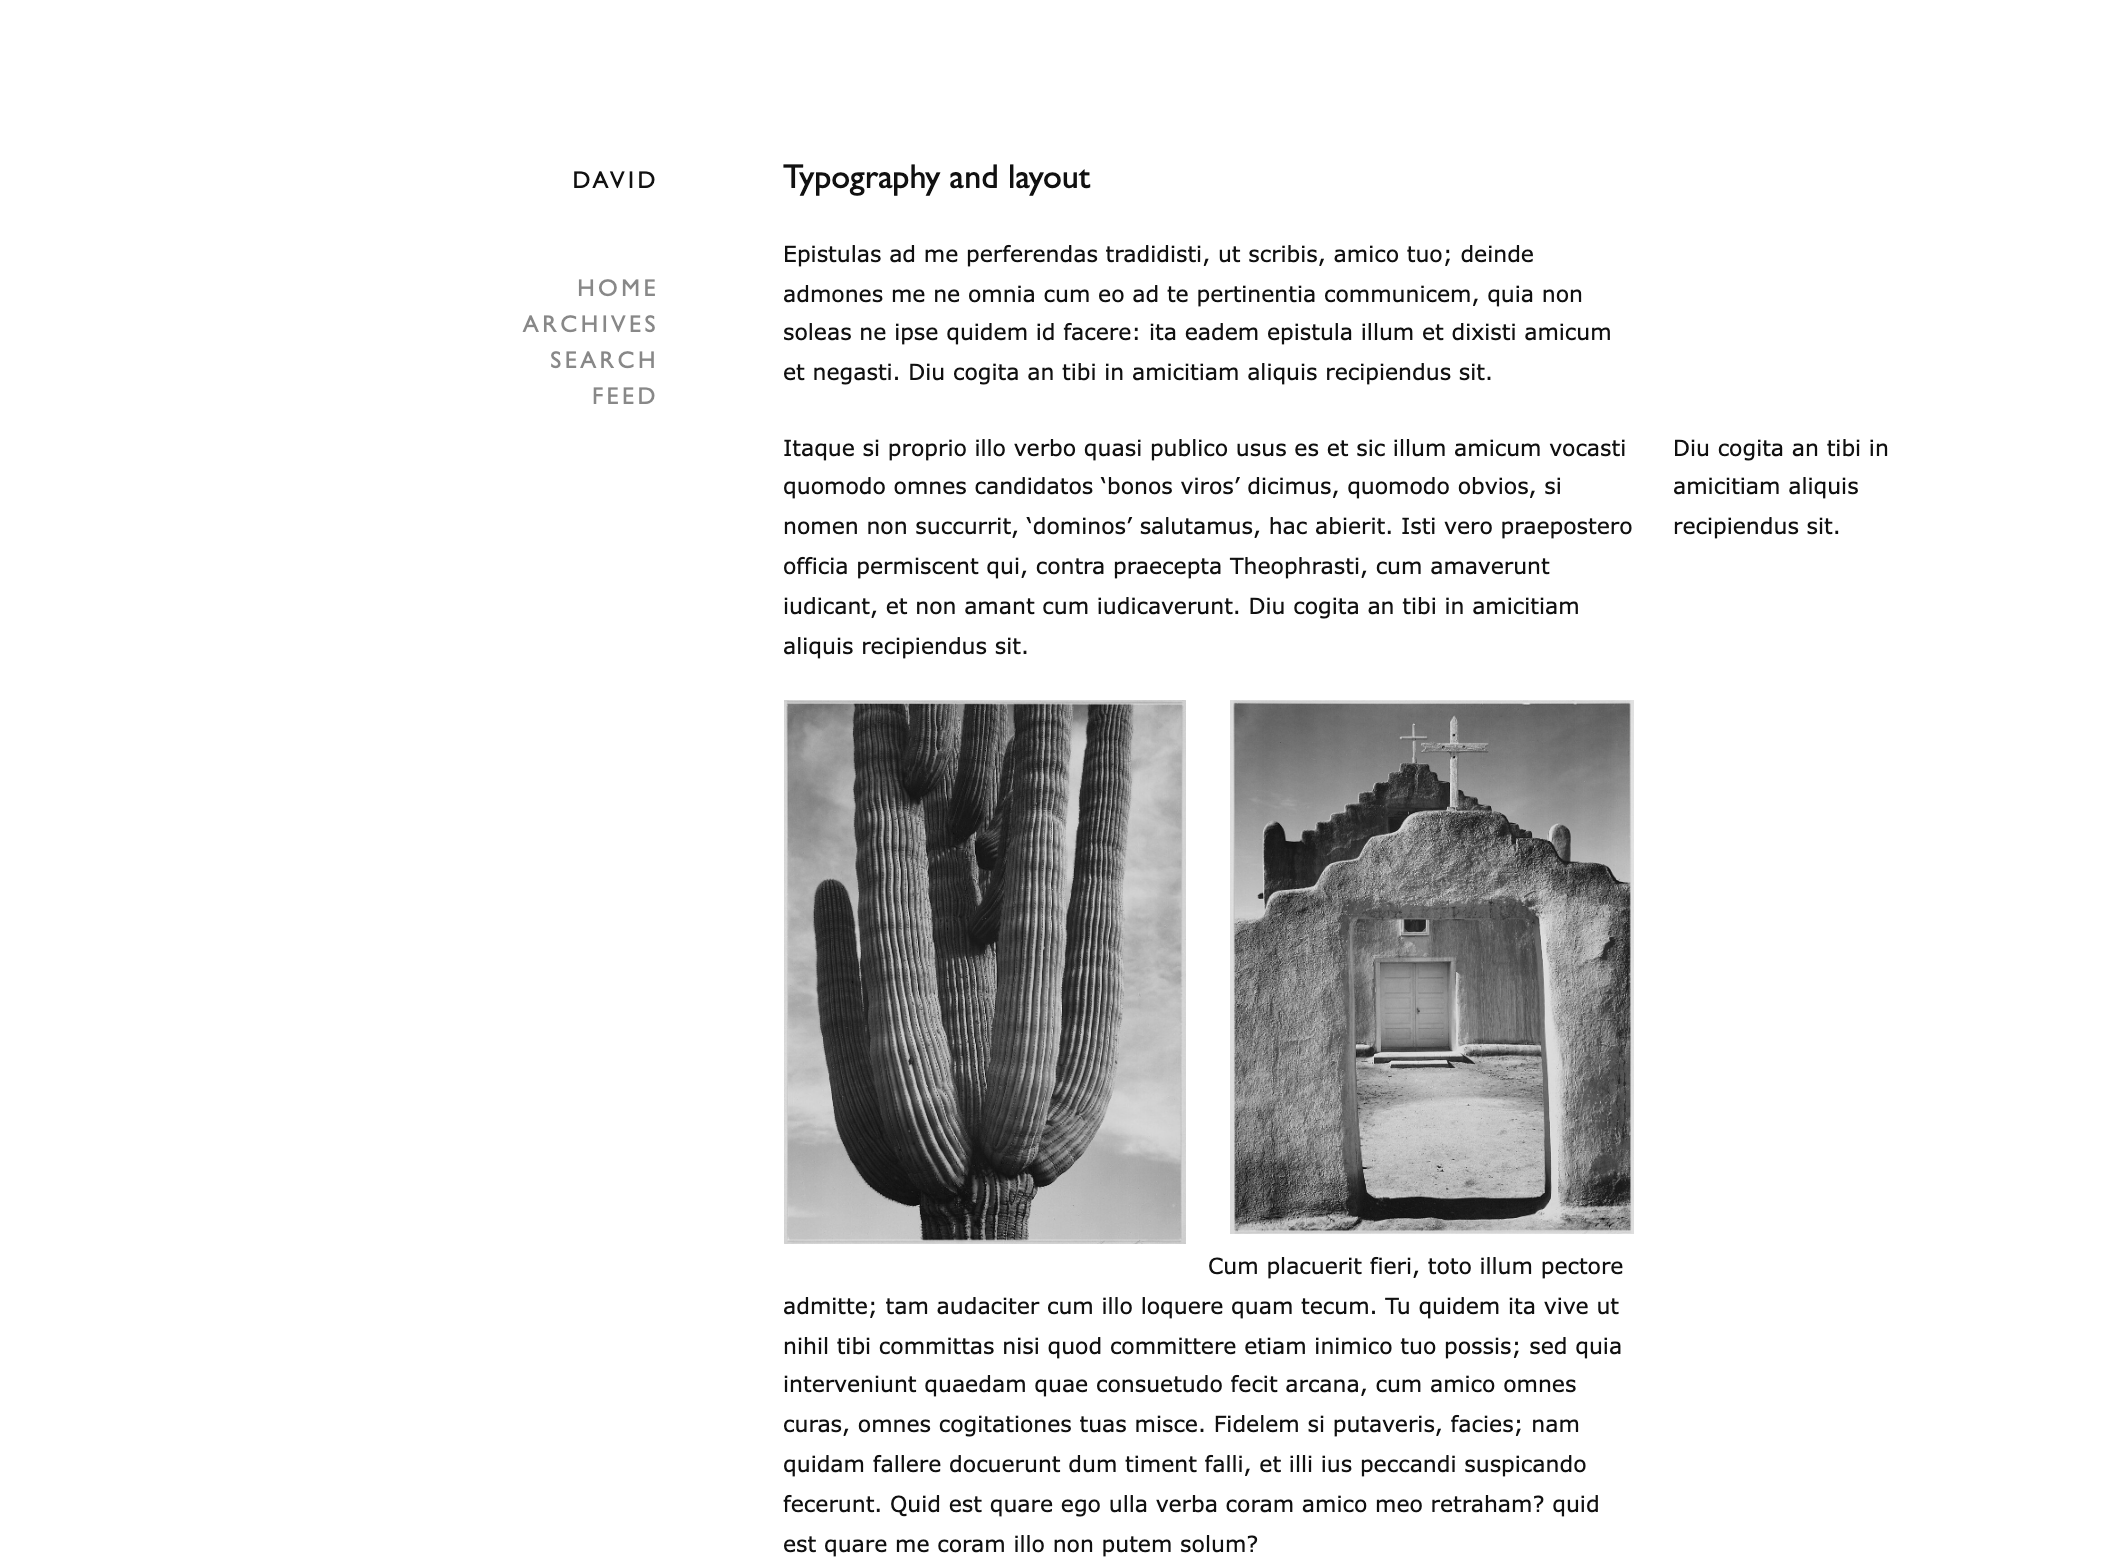 DAVID
HOME
ARCHIVES
SEARCH
FEED
Typography and layout
Epistulas ad me perferendas tradidisti, ut scribis, amico tuo; deinde
admones me ne omnia cum eo ad te pertinentia communicem, quia non
soleas ne ipse quidem id facere: ita eadem epistula illum et dixisti amicum
et negasti. Diu cogita an tibi in amicitiam aliquis recipiendus sit.
Itaque si proprio illo verbo quasi publico usus es et sic illum amicum vocasti
quomodo omnes candidatos ‘bonos viros’ dicimus, quomodo obvios, si
nomen non succurrit, ‘dominos’ salutamus, hac abierit. Isti vero praepostero
officia permiscent qui, contra praecepta Theophrasti, cum amaverunt
iudicant, et non amant cum iudicaverunt. Diu cogita an tibi in amicitiam
aliquis recipiendus sit.
Diu cogita an tibi in
amicitiam aliquis
recipiendus sit.
Cum placuerit fieri, toto illum pectore
admitte; tam audaciter cum illo loquere quam tecum. Tu quidem ita vive ut
nihil tibi committas nisi quod committere etiam inimico tuo possis; sed quia
interveniunt quaedam quae consuetudo fecit arcana, cum amico omnes
curas, omnes cogitationes tuas misce. Fidelem si putaveris, facies; nam
quidam fallere docuerunt dum timent falli, et illi ius peccandi suspicando
fecerunt. Quid est quare ego ulla verba coram amico meo retraham? quid
est quare me coram illo non putem solum?